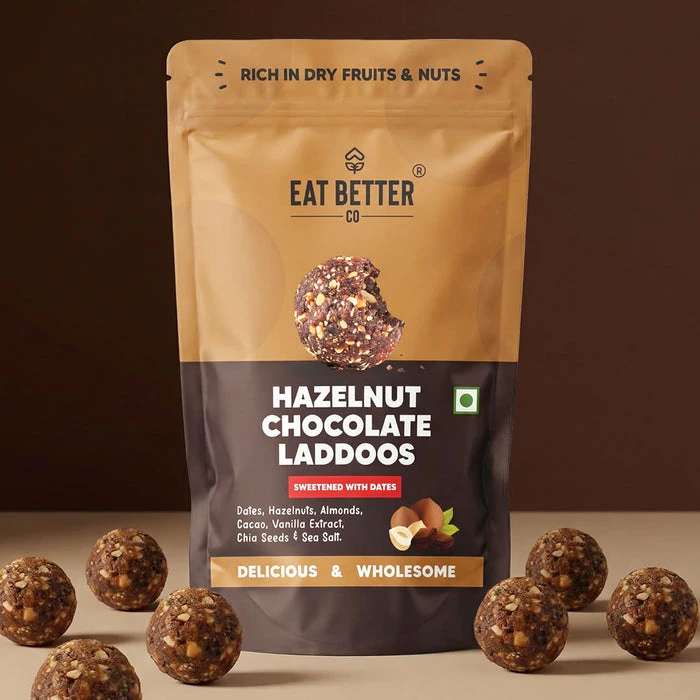 RICH IN DRY FRUITS & NUTS
®
EAT BETTER
CO
HAZELNUT
CHOCOLATE
LADDOOS
SWEETENED WITH DATES
Dates, Hazelnuts, Almonds,
Cacao, Vanilla Extract,
Chia Seeds & Sea Salt.
DELICIOUS & WHOLESOME